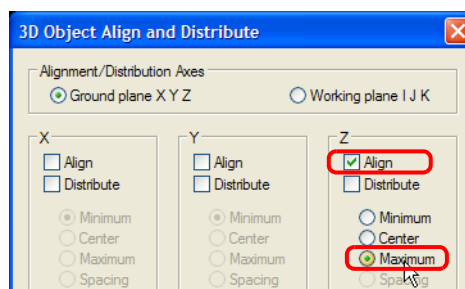 3D Object Align and Distribute
Alignment/Distribution Axes
Ground plane X Y Z
Working plane I J K
X
Align
Distribute
Minimum
Center
Maximum
Spacing
Y
Align
Distribute
Minimum
Center
Maximum
Spacing
Z
Align
Distribute
Minimum
Center
Maximum
Spacing